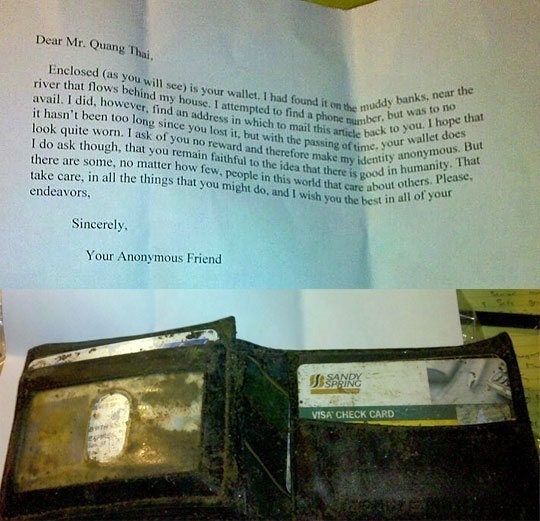 Dear Mr. Quang Thai,
Enclosed (as you will see) is your wallet. I had found it on the muddy banks, near the
river that flows behind my house. I attempted to find a phone number, but was to no
avail. I did, however, find an address in which to mail this article back to you. I hope that
it hasn't been too long since you lost it, but with the passing of time, your wallet does
look quite worn. I ask of you no reward and therefore make my identity anonymous. But
I do ask though, that you remain faithful to the idea that there is good in humanity. That
there are some, no matter how few, people in this world that care about others. Please,
take care, in all the things that you might do, and I wish you the best in all of your
endeavors,
Sincerely,
Your Anonymous Friend
SANDY
SPRING
VISA CHECK CARD